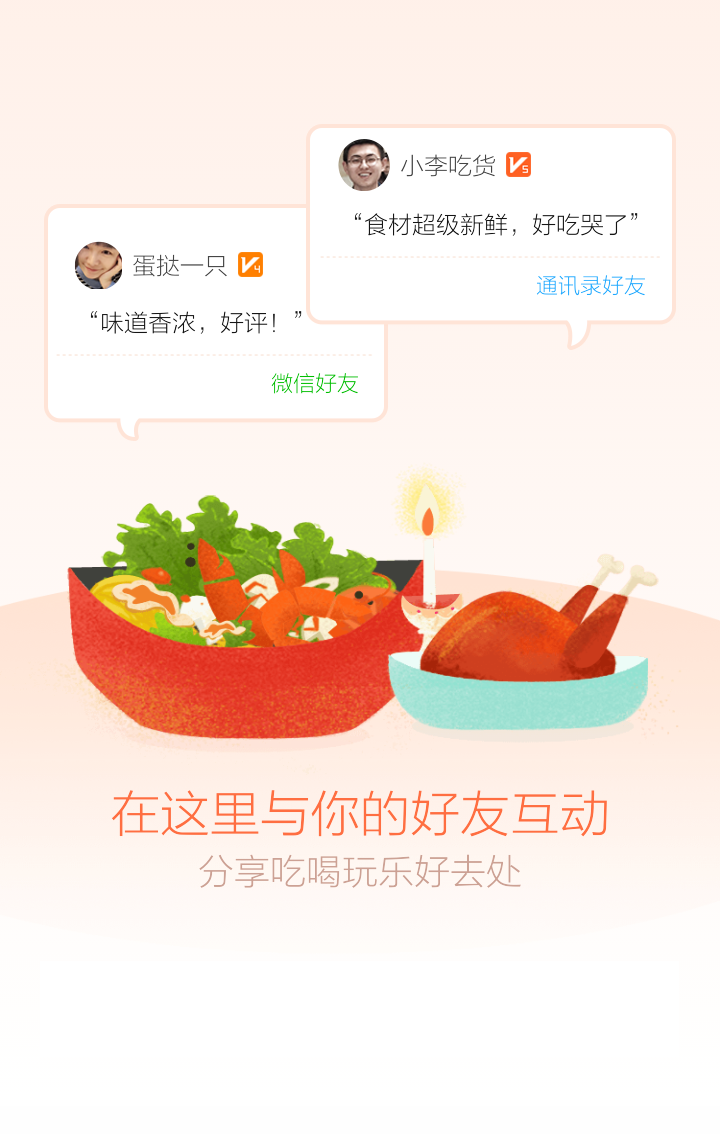 小李吃货 V5
“食材超级新鲜，好吃哭了”
通讯录好友
蛋挞一只 V4
“味道香浓，好评！”
微信好友
在这里与你的好友互动
分享吃喝玩乐好去处